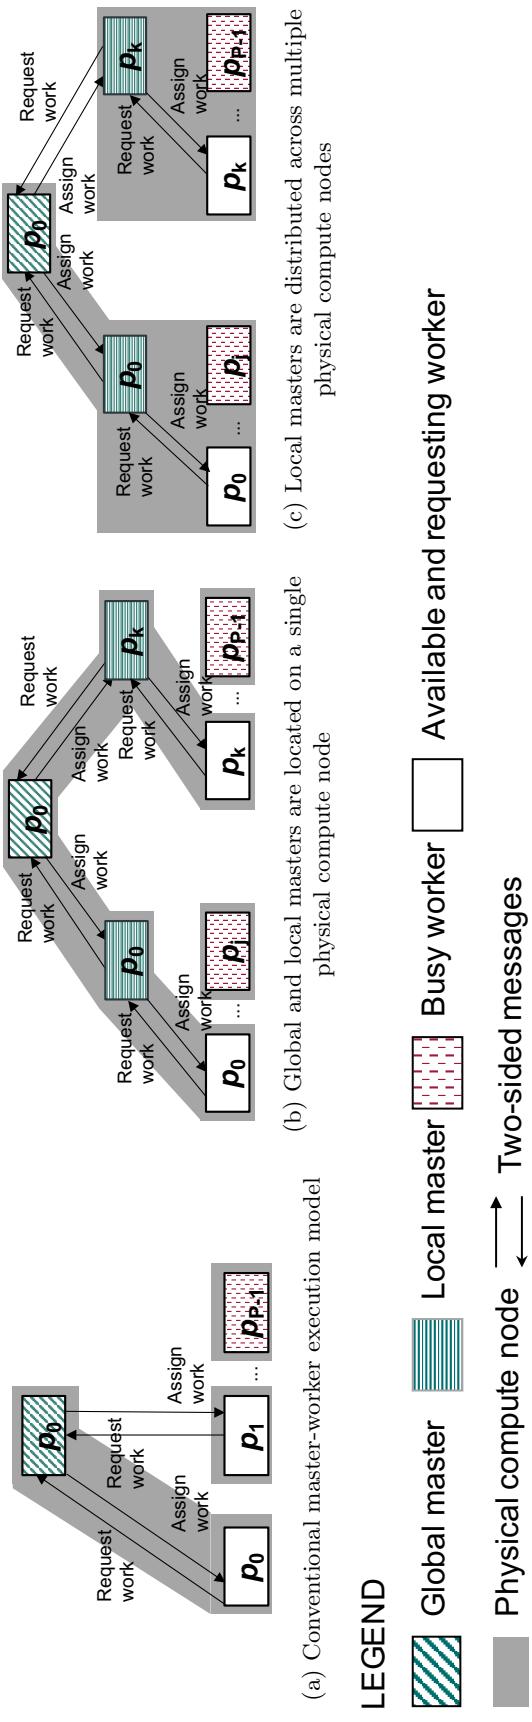 p0
Request
work
Assign
work
Request
work
Assign
work
p0
p1
...
pP-1
(a) Conventional master-worker execution model
p0
Request
work
Assign
work
Request
work
Assign
work
p0
pk
Request
work
Assign
work
Request
work
Assign
work
p0
...
pj
pk
...
pP-1
(b) Global and local masters are located on a single
physical compute node
p0
Request
work
Assign
work
Request
work
Assign
work
p0
pk
Request
work
Assign
work
Request
work
Assign
work
p0
...
pj
pk
...
pP-1
(c) Local masters are distributed across multiple
physical compute nodes
LEGEND
Global master
Local master
Busy worker
Available and requesting worker
Physical compute node
Two-sided messages